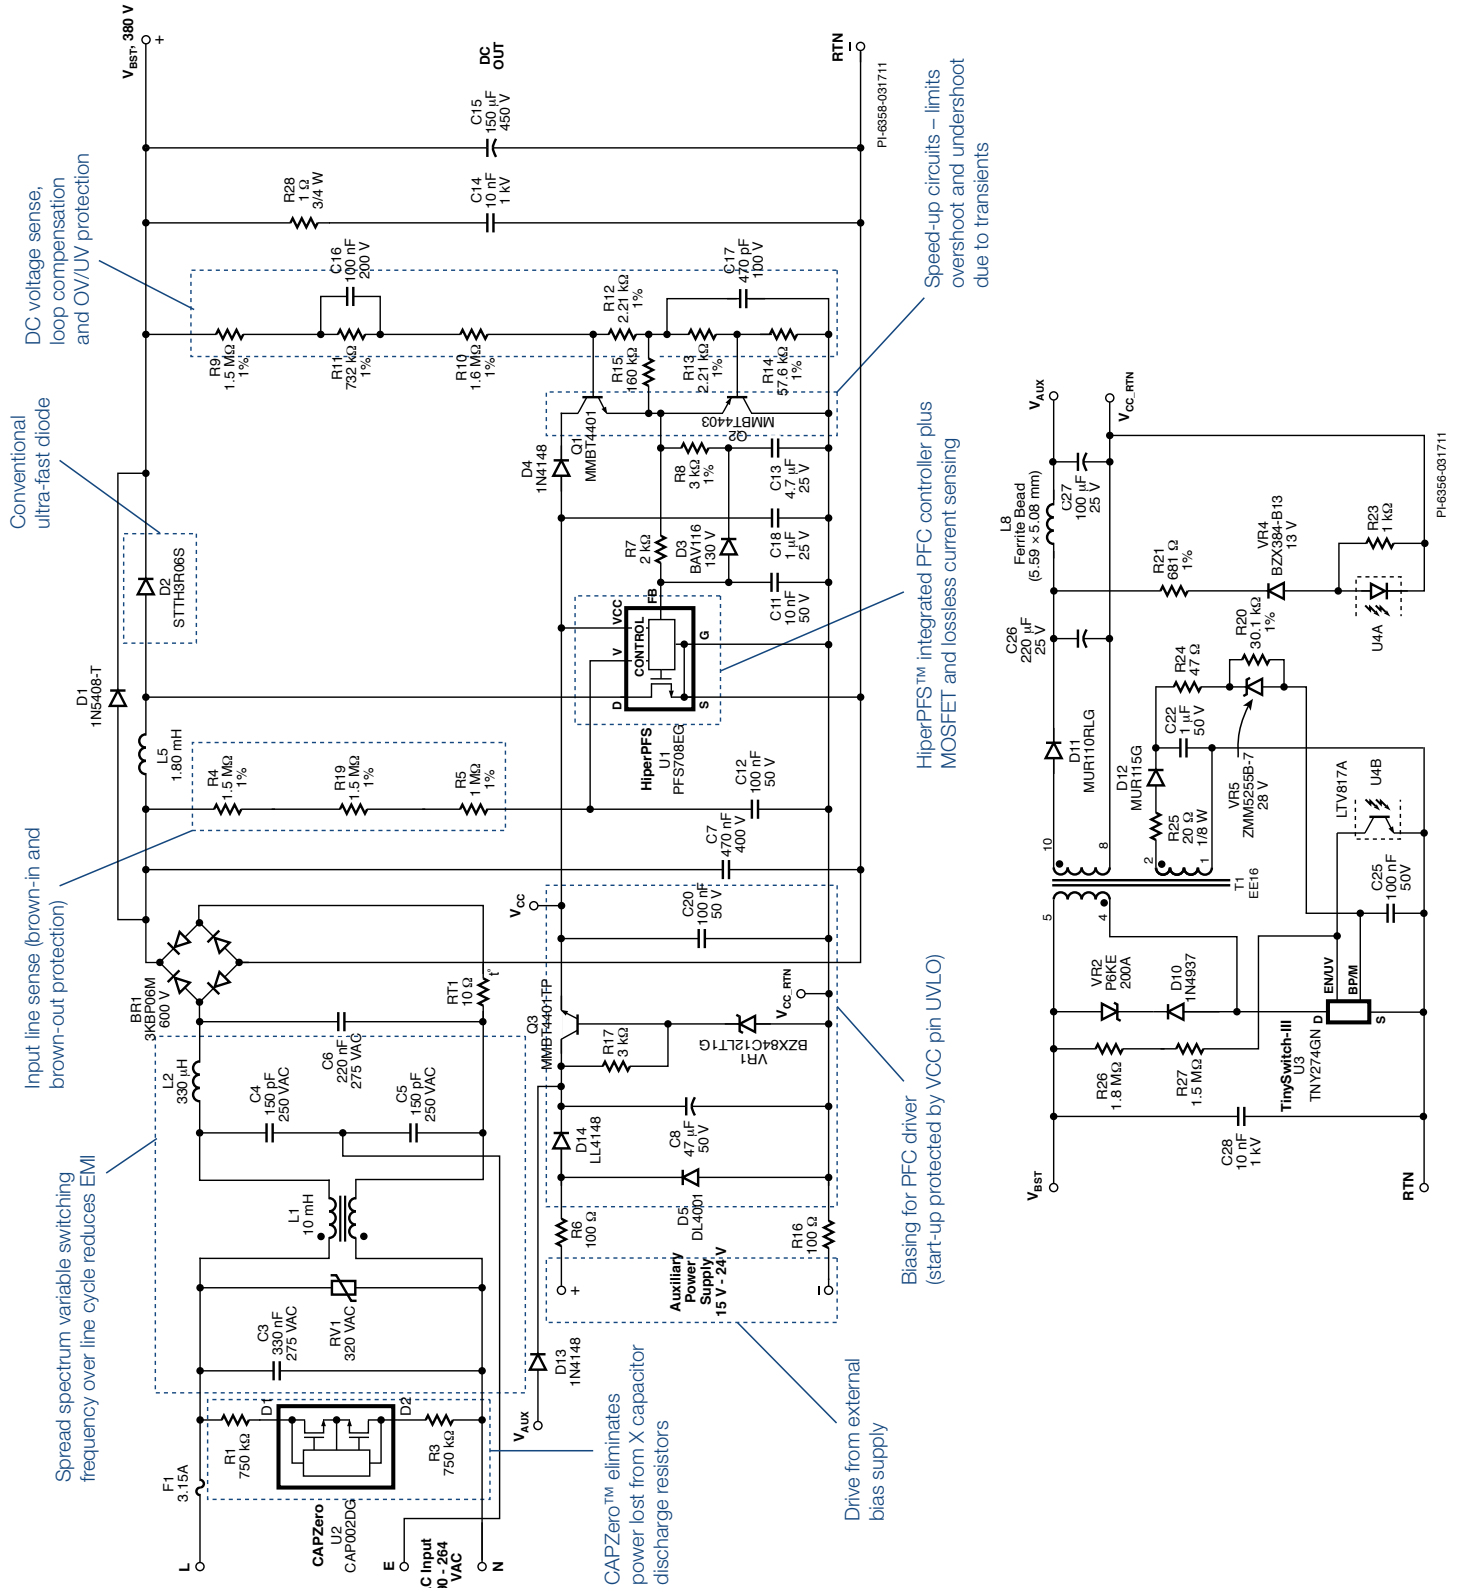 Spread spectrum variable switching
frequency over line cycle reduces EMI
Input line sense (brown-in and
brown-out protection)
Conventional
ultra-fast diode
DC voltage sense,
loop compensation
and OV/UV protection
L
E
N
C Input
00 - 264
VAC
F1
3.15A
R1
750 kΩ
CAPZero
U2
CAP002DG
D1
D2
R3
750 kΩ
C3
330 nF
275 VAC
RV1
320 VAC
L1
10 mH
C4
150 pF
250 VAC
C5
150 pF
250 VAC
L2
330 µH
C6
220 nF
275 VAC
BR1
3KBP06M
600 V
RT1
10 Ω
t°
D1
1N5408-T
L5
1.80 mH
D2
STTH3R06S
R4
1.5 MΩ
1%
R19
1.5 MΩ
1%
R5
1 MΩ
1%
C7
470 nF
400 V
C12
100 nF
50 V
HiperPFS
U1
PFS708EG
D
S
V
VCC
CONTROL
FB
G
R7
2 kΩ
D3
BAV116
130 V
C11
10 nF
50 V
C18
1 µF
25 V
R8
3 kΩ
1%
C13
4.7 µF
25 V
D4
1N4148
Q1
MMBT4401
Q2
MMBT4403
R15
160 kΩ
R9
1.5 MΩ
1%
R11
732 kΩ
1%
C16
100 nF
200 V
R10
1.6 MΩ
1%
R12
2.21 kΩ
1%
R13
2.21 kΩ
1%
R14
57.6 kΩ
1%
C17
470 pF
100 V
R28
1 Ω
3/4 W
C14
10 nF
1 kV
C15
150 µF
450 V
VBST, 380 V
+
DC
OUT
RTN
−
PI-6358-031711
VAUX
D13
1N4148
+
−
Auxiliary
Power
Supply
15 V - 24 V
R6
100 Ω
R16
100 Ω
D5
DL4001
D14
LL4148
C8
47 µF
50 V
R17
3 kΩ
Q3
MMBT4401TP
VR1
BZX84C12LT1G
VCC
VCC_RTN
C20
100 nF
50 V
CAPZero™ eliminates
power lost from X capacitor
discharge resistors
Drive from external
bias supply
Biasing for PFC driver
(start-up protected by VCC pin UVLO)
HiperPFS™ integrated PFC controller plus
MOSFET and lossless current sensing
Speed-up circuits – limits
overshoot and undershoot
due to transients
VBST
RTN
C28
10 nF
1 kV
R26
1.8 MΩ
R27
1.5 MΩ
VR2
P6KE
200A
D10
1N4937
TinySwitch-III
U3
TNY274GN
D
S
EN/UV
BP/M
5
4
10
8
2
1
T1
EE16
C25
100 nF
50V
LTV817A
U4B
R25
20 Ω
1/8 W
D12
MUR115G
C22
1 µF
50 V
VR5
ZMM5255B-7
28 V
R24
47 Ω
R20
30.1 kΩ
1%
D11
MUR110RLG
C26
220 µF
25 V
L8
Ferrite Bead
(5.59 × 5.08 mm)
C27
100 µF
25 V
VAUX
VCC_RTN
R21
681 Ω
1%
VR4
BZX384-B13
13 V
R23
1 kΩ
U4A
PI-6356-031711